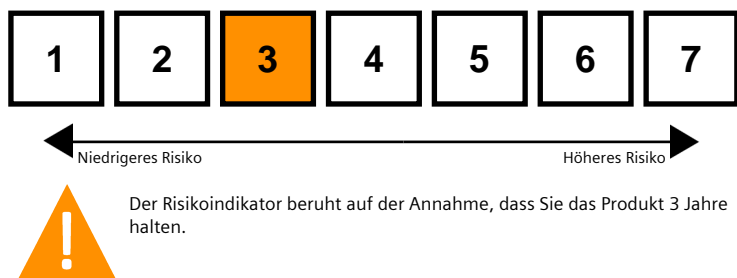 1 2 3 4 5 6 7
Niedrigeres Risiko Höheres Risiko
Der Risikoindikator beruht auf der Annahme, dass Sie das Produkt 3 Jahre
halten.